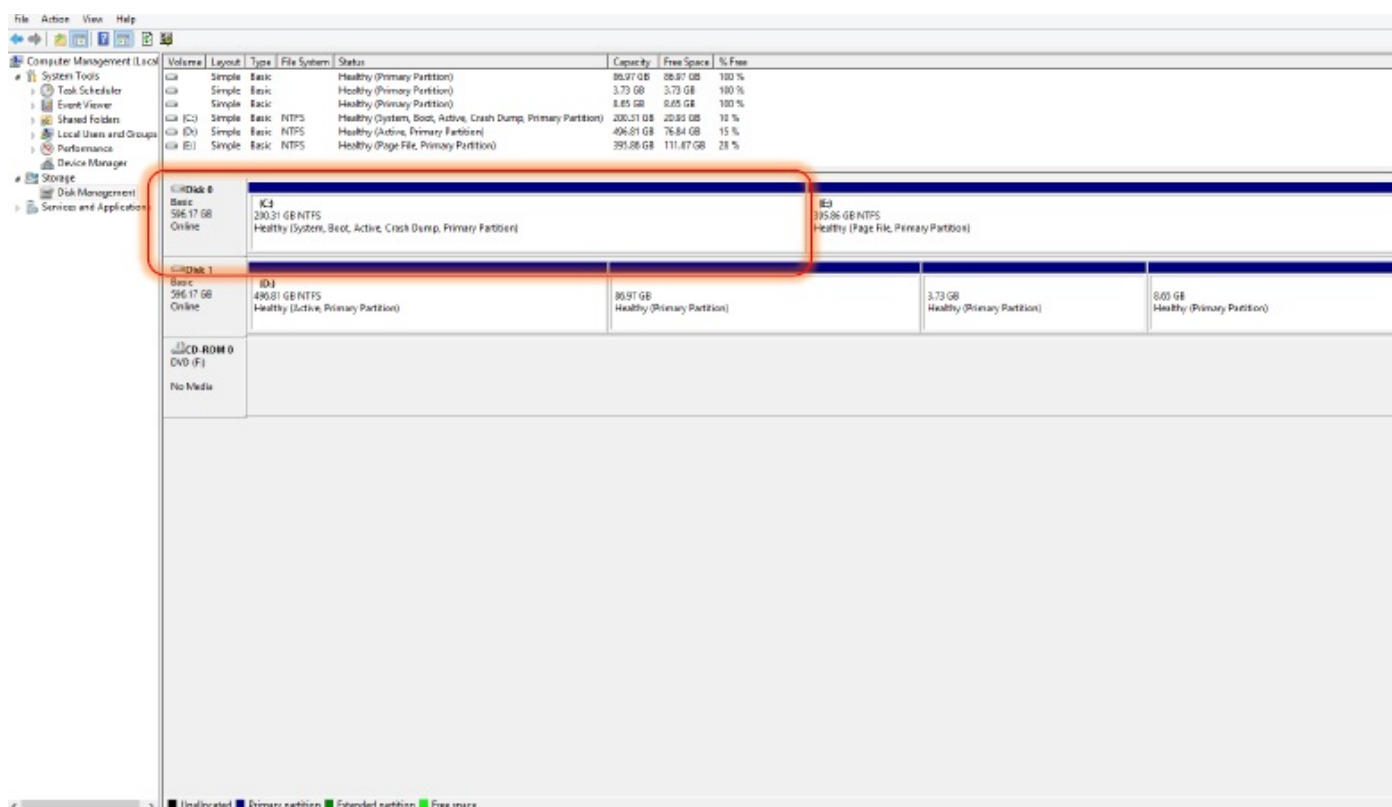 File Action View Help
Computer Management (Local
System Tools
Task Scheduler
Event Viewer
Shared Folders
Local Users and Groups
Performance
Device Manager
Storage
Disk Management
Services and Applications
Volume Layout Type File System Status Capacity Free Space % Free
Simple Basic Healthy (Primary Partition) 86.97 GB 86.97 GB 100 %
Simple Basic Healthy (Primary Partition) 3.73 GB 3.73 GB 100 %
Simple Basic Healthy (Primary Partition) 8.65 GB 8.65 GB 100 %
(C:) Simple Basic NTFS Healthy (System, Boot, Active, Crash Dump, Primary Partition) 200.31 GB 20.93 GB 10 %
(D:) Simple Basic NTFS Healthy (Active, Primary Partition) 496.81 GB 76.84 GB 15 %
(E:) Simple Basic NTFS Healthy (Page File, Primary Partition) 395.86 GB 111.87 GB 28 %
Disk 0
Basic
596.17 GB
Online
(C:)
200.31 GB NTFS
Healthy (System, Boot, Active, Crash Dump, Primary Partition)
(E:)
395.86 GB NTFS
Healthy (Page File, Primary Partition)
Disk 1
Basic
596.17 GB
Online
(D:)
496.81 GB NTFS
Healthy (Active, Primary Partition)
86.97 GB
Healthy (Primary Partition)
3.73 GB
Healthy (Primary Partition)
8.65 GB
Healthy (Primary Partition)
CD-ROM 0
DVD (F:)
No Media
Unallocated Primary partition Extended partition Free space